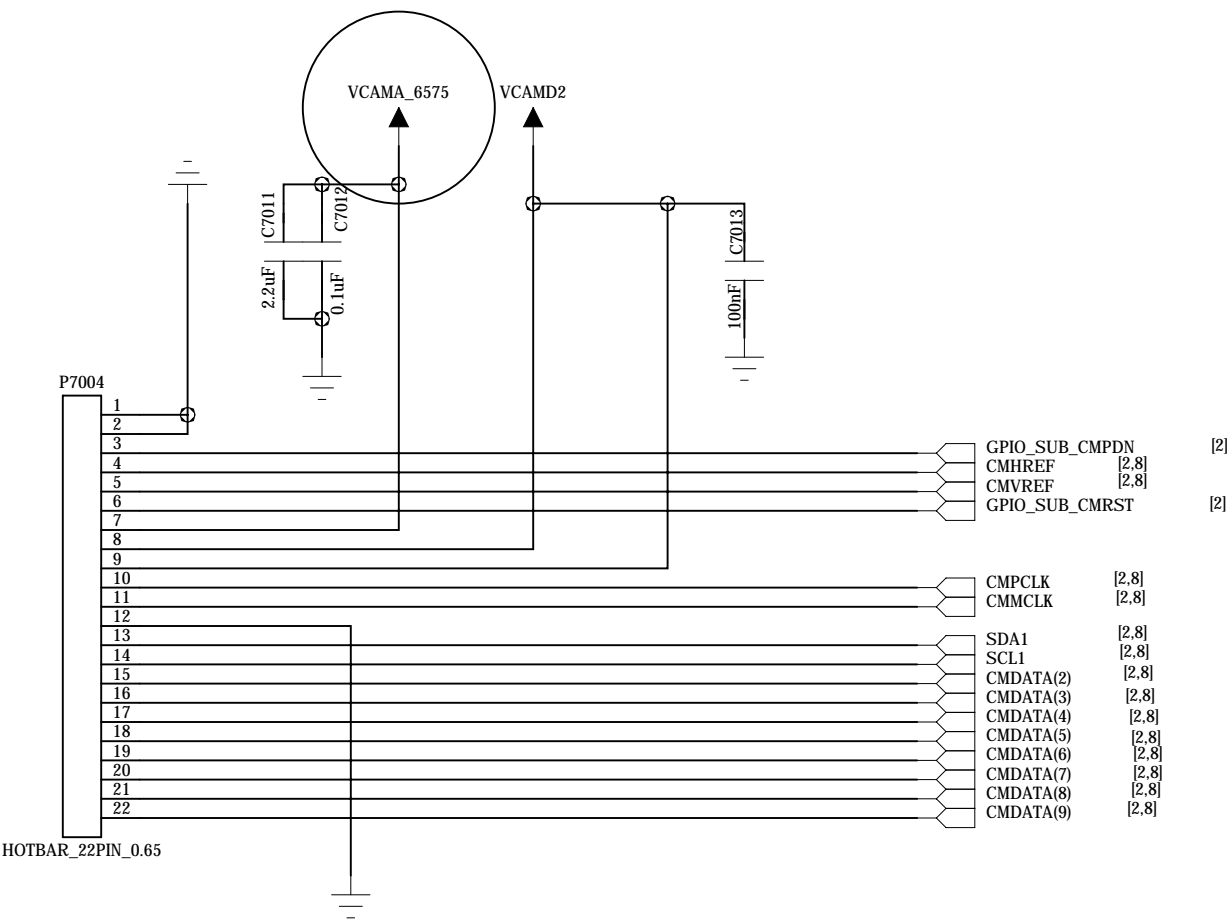 VCAMA_6575
VCAMD2
C7011
C7012
C7013
2.2uF
0.1uF
100nF
P7004
1
2
3
4
5
6
7
8
9
10
11
12
13
14
15
16
17
18
19
20
21
22
GPIO_SUB_CMPDN [2]
CMHREF [2,8]
CMVREF [2,8]
GPIO_SUB_CMRST [2]
CMPCLK [2,8]
CMMCLK [2,8]
SDA1 [2,8]
SCL1 [2,8]
CMDATA(2) [2,8]
CMDATA(3) [2,8]
CMDATA(4) [2,8]
CMDATA(5) [2,8]
CMDATA(6) [2,8]
CMDATA(7) [2,8]
CMDATA(8) [2,8]
CMDATA(9) [2,8]
HOTBAR_22PIN_0.65